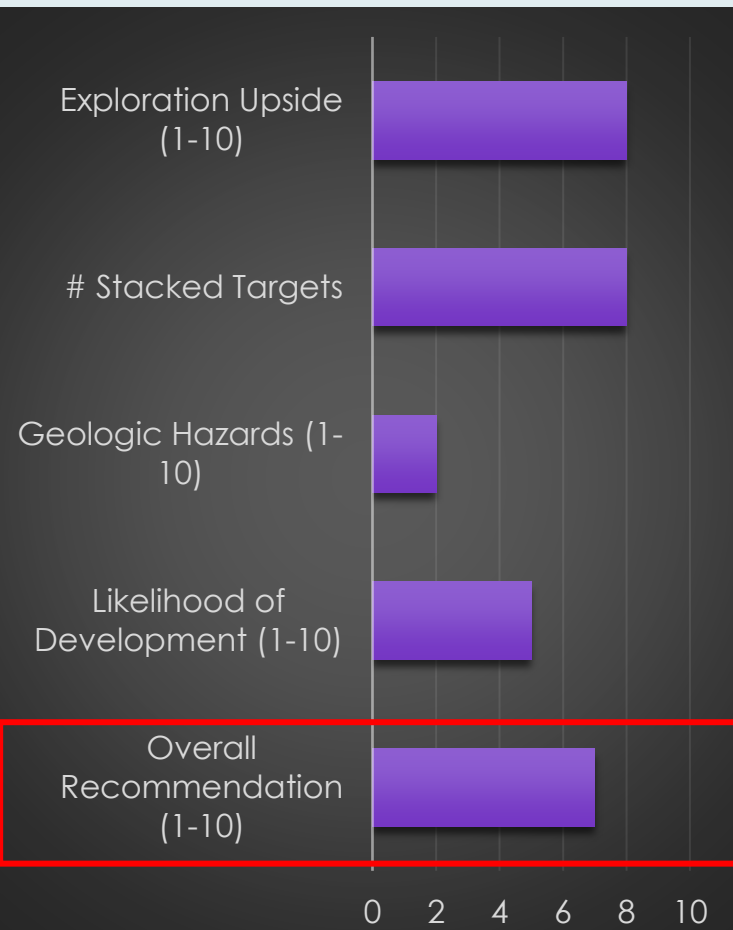 Exploration Upside
(1-10)
# Stacked Targets
Geologic Hazards (1-
10)
Likelihood of
Development (1-10)
Overall
Recommendation
(1-10)
0 2 4 6 8 10